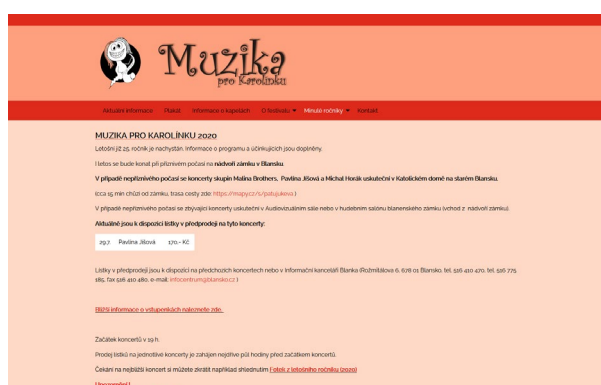 Muzika
pro Karolínku
Aktuální informace Plakát Informace o kapelách O festivalu Minulé ročníky Kontakt
MUZIKA PRO KAROLÍNKU 2020
Letošní již 25. ročník je nachystán. Informace o programu a účinkujících jsou doplněny.
I letos se bude konat při příznivém počasí na nádvoří zámku v Blansku.
V případě nepříznivého počasí se koncerty skupin Malina Brothers, Pavlína Jíšová a Michal Horák uskuteční v Katolickém domě na starém Blansku.
(cca 15 min chůzí od zámku, trasa cesty zde: https://mapy.cz/s/patujukeva )
V případě nepříznivého počasí se zbývající koncerty uskuteční v Audiovizuálním sále nebo v hudebním salónu blanenského zámku (vchod z nádvoří zámku).
Aktuálně jsou k dispozici lístky v předprodeji na tyto koncerty:
29.7. Pavlína Jíšová 170,- Kč
Lístky v předprodeji jsou k dispozici na předchozích koncertech nebo v Informační kanceláři Blanka (Rožmitálova 6, 678 01 Blansko, tel. 516 410 470, tel. 516 775
185, fax 516 410 480, e-mail: infocentrum@blansko.cz )
Bližší informace o vstupenkách naleznete zde.
Začátek koncertů v 19 h.
Prodej lístků na jednotlivé koncerty je zahájen nejdříve půl hodiny před začátkem koncertů.
Čekání na nejbližší koncert si můžete zkrátit například shlédnutím Fotek z letošního ročníku (2020)
Upozornění !